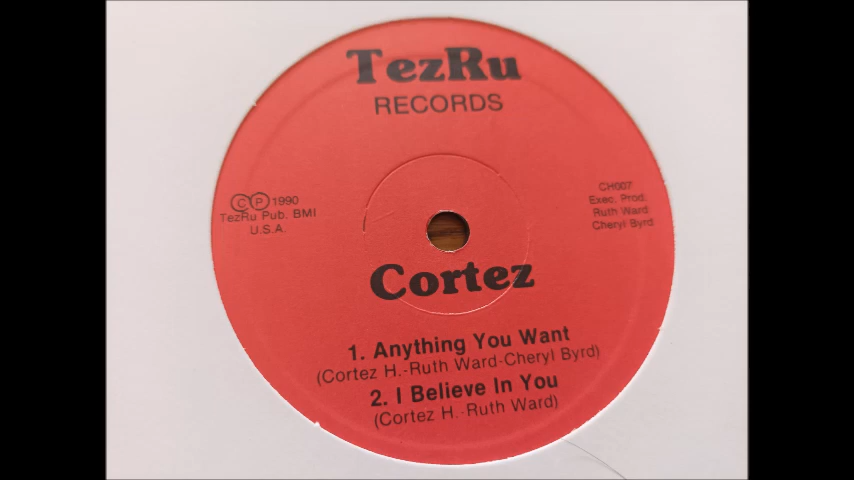 TezRu
RECORDS
© ℗ 1990
TezRu Pub. BMI
U.S.A.
CH007
Exec. Prod.
Ruth Ward
Cheryl Byrd
Cortez
1. Anything You Want
(Cortez H.-Ruth Ward-Cheryl Byrd)
2. I Believe In You
(Cortez H.-Ruth Ward)